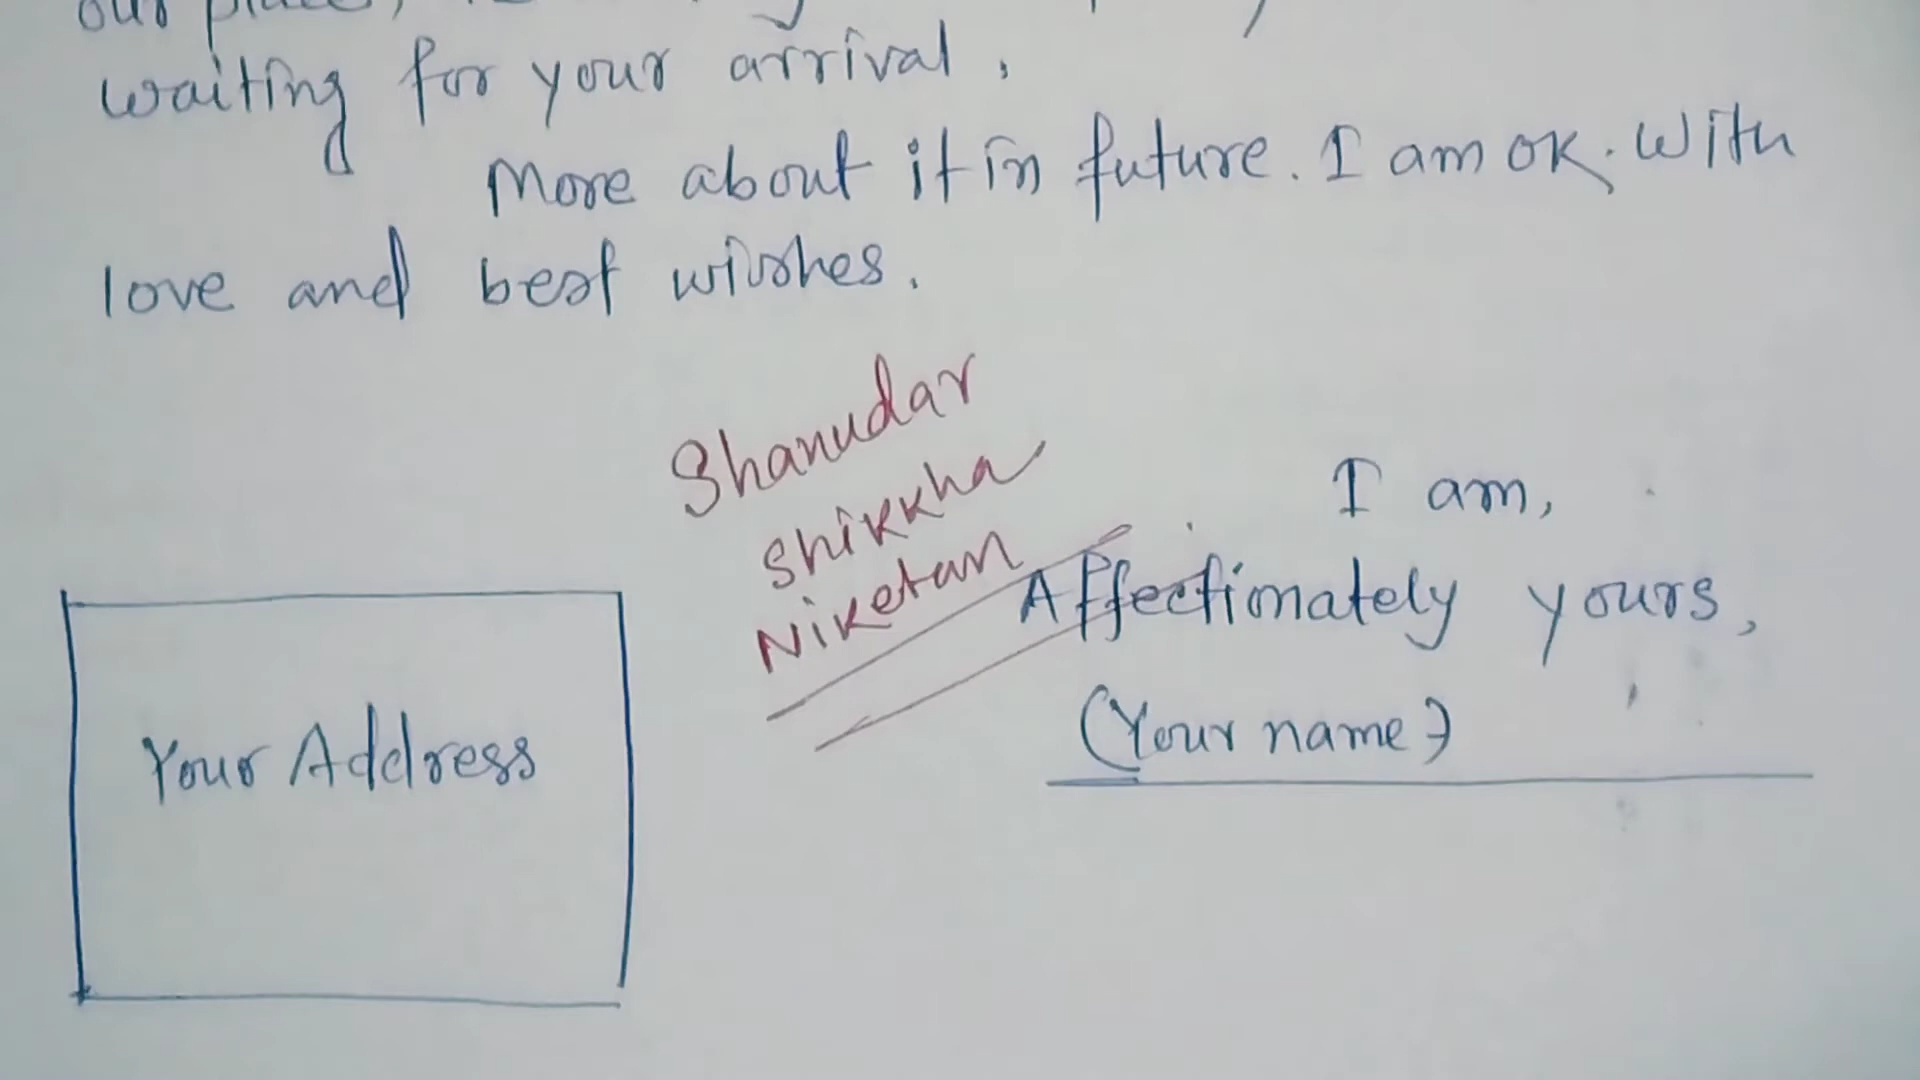 our
waiting for your arrival.
More about it in future. I am ok. With
love and best wishes.
Shanudar
Shikkha
Niketan
I am,
Affectimately yours,
(Your name)
Your Address